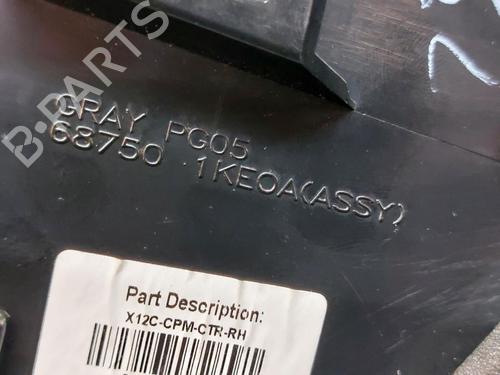 B-PARTS
GRAY PG05
68750 1KE0A(ASSY)
Part Description:
X12C-CPM-CTR-RH